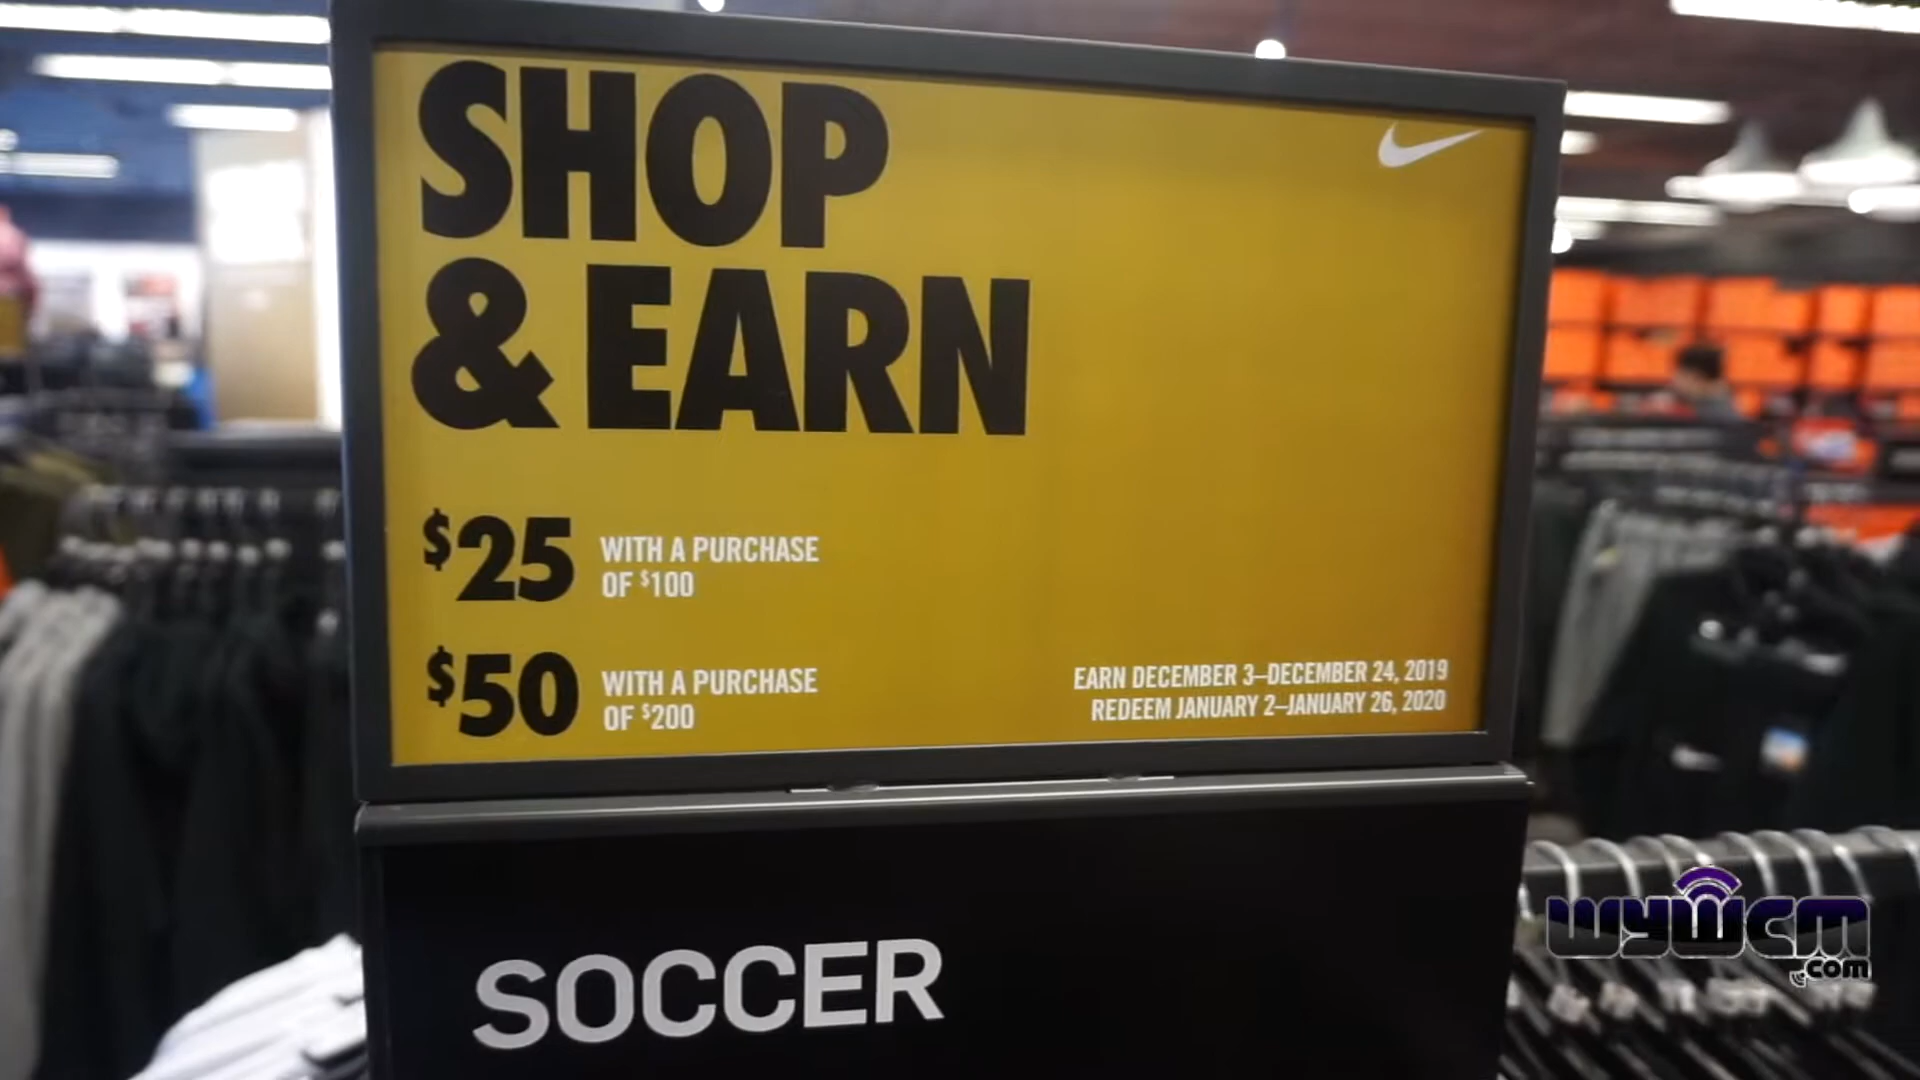 SHOP
& EARN
$25 WITH A PURCHASE
OF $100
$50 WITH A PURCHASE
OF $200
EARN DECEMBER 3–DECEMBER 24, 2019
REDEEM JANUARY 2–JANUARY 26, 2020
SOCCER
WYWCM
.COM